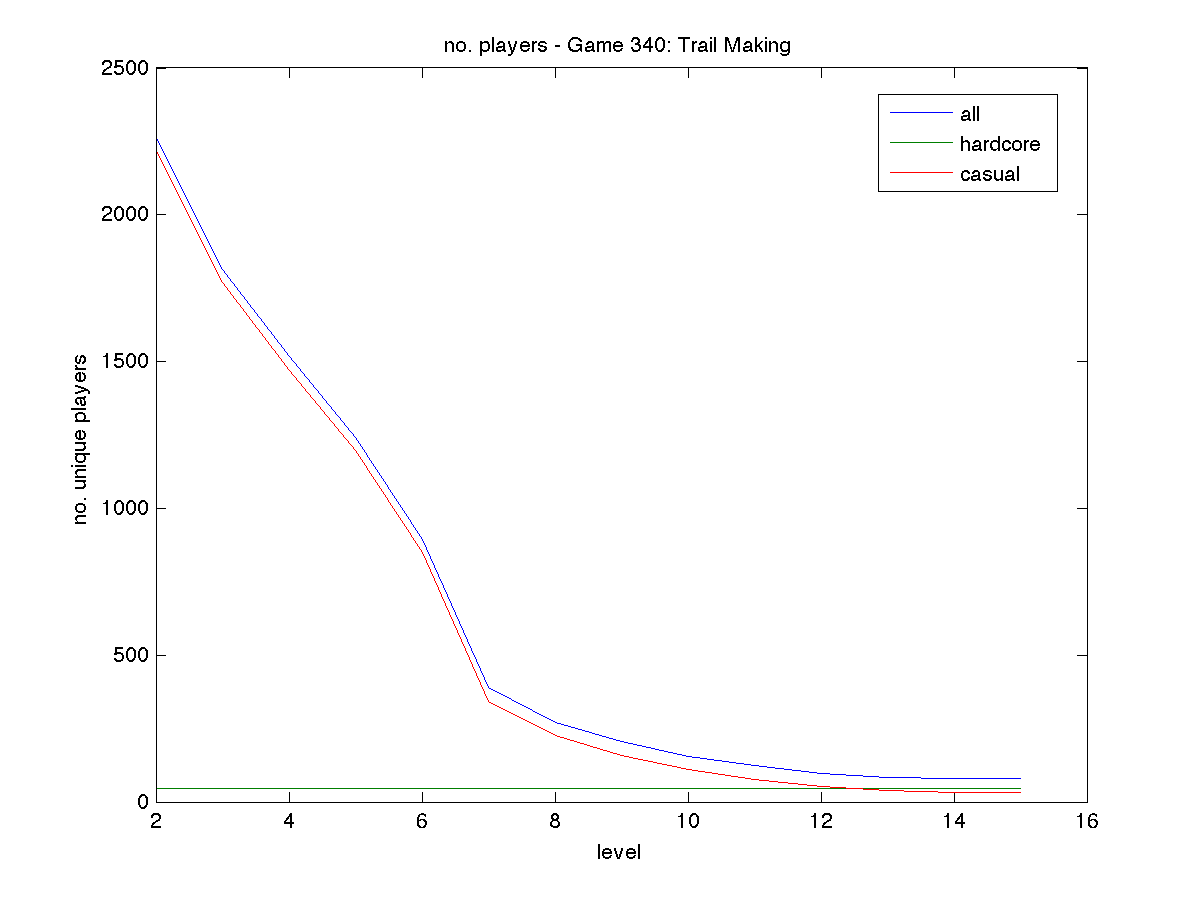 no. players - Game 340: Trail Making
2500
all
hardcore
casual
2000
1500
no. unique players
1000
500
0
2 4 6 8 10 12 14 16
level